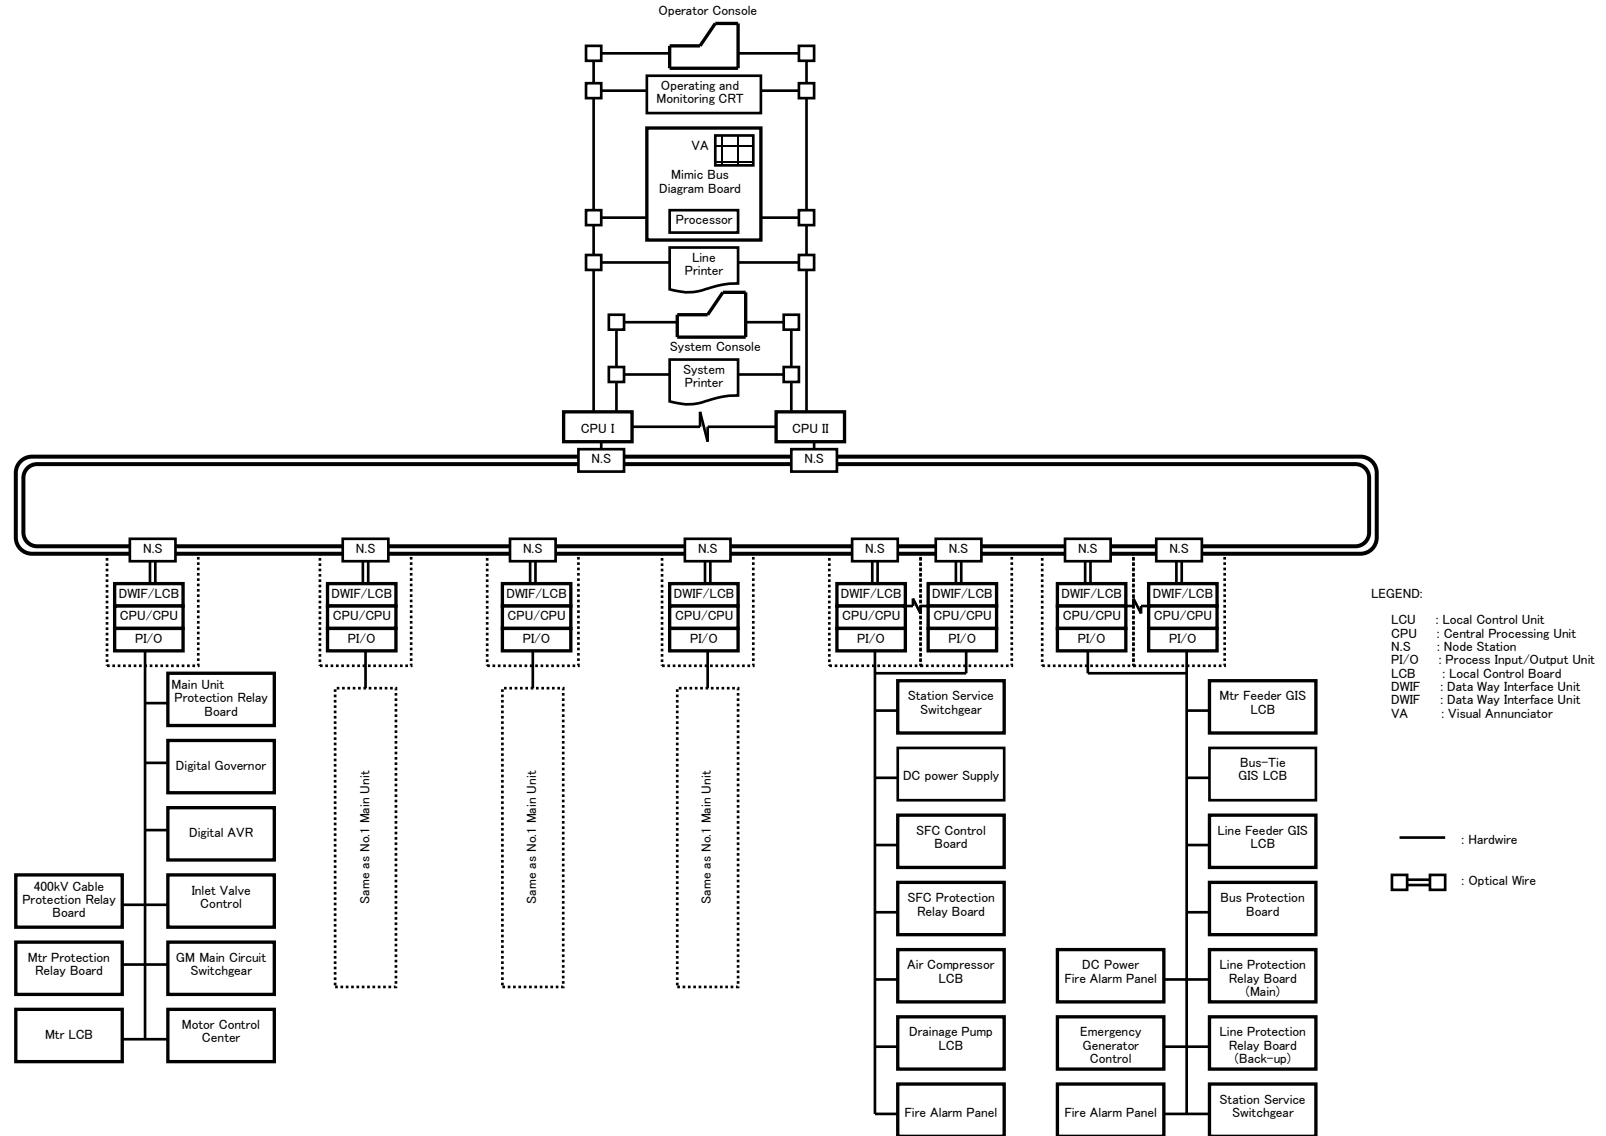 Operator Console
Operating and
Monitoring CRT
VA
Mimic Bus
Diagram Board
Processor
Line
Printer
System Console
System
Printer
CPU I
CPU II
N.S
N.S
N.S
N.S
N.S
N.S
N.S
N.S
N.S
N.S
DWIF/LCB
DWIF/LCB
DWIF/LCB
DWIF/LCB
DWIF/LCB
DWIF/LCB
DWIF/LCB
DWIF/LCB
CPU/CPU
CPU/CPU
CPU/CPU
CPU/CPU
CPU/CPU
CPU/CPU
CPU/CPU
CPU/CPU
PI/O
PI/O
PI/O
PI/O
PI/O
PI/O
PI/O
PI/O
Main Unit
Protection Relay
Board
Digital Governor
Digital AVR
400kV Cable
Protection Relay
Board
Inlet Valve
Control
Mtr Protection
Relay Board
GM Main Circuit
Switchgear
Mtr LCB
Motor Control
Center
Same as No.1 Main Unit
Same as No.1 Main Unit
Same as No.1 Main Unit
Station Service
Switchgear
DC power Supply
SFC Control
Board
SFC Protection
Relay Board
Air Compressor
LCB
Drainage Pump
LCB
Fire Alarm Panel
Mtr Feeder GIS
LCB
Bus-Tie
GIS LCB
Line Feeder GIS
LCB
Bus Protection
Board
DC Power
Fire Alarm Panel
Line Protection
Relay Board
(Main)
Emergency
Generator
Control
Line Protection
Relay Board
(Back-up)
Fire Alarm Panel
Station Service
Switchgear
LEGEND:
LCU : Local Control Unit
CPU : Central Processing Unit
N.S : Node Station
PI/O : Process Input/Output Unit
LCB : Local Control Board
DWIF : Data Way Interface Unit
DWIF : Data Way Interface Unit
VA : Visual Annunciator
: Hardwire
: Optical Wire